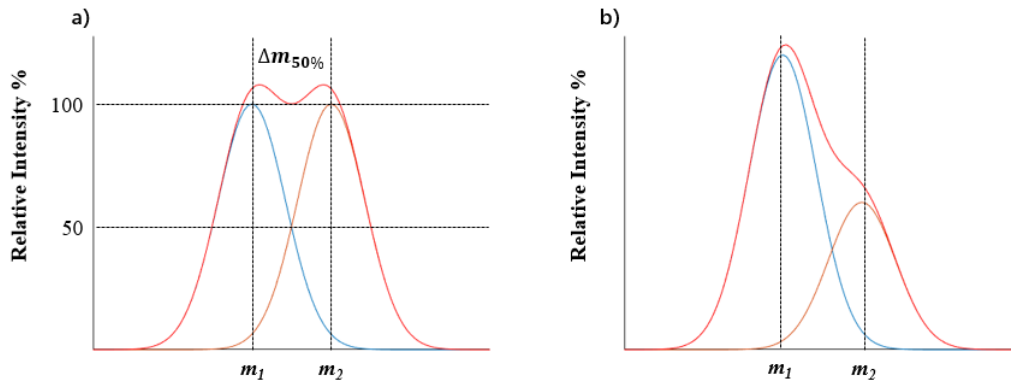 a)
Δm50%
Relative Intensity %
100
50
m1
m2
b)
Relative Intensity %
m1
m2